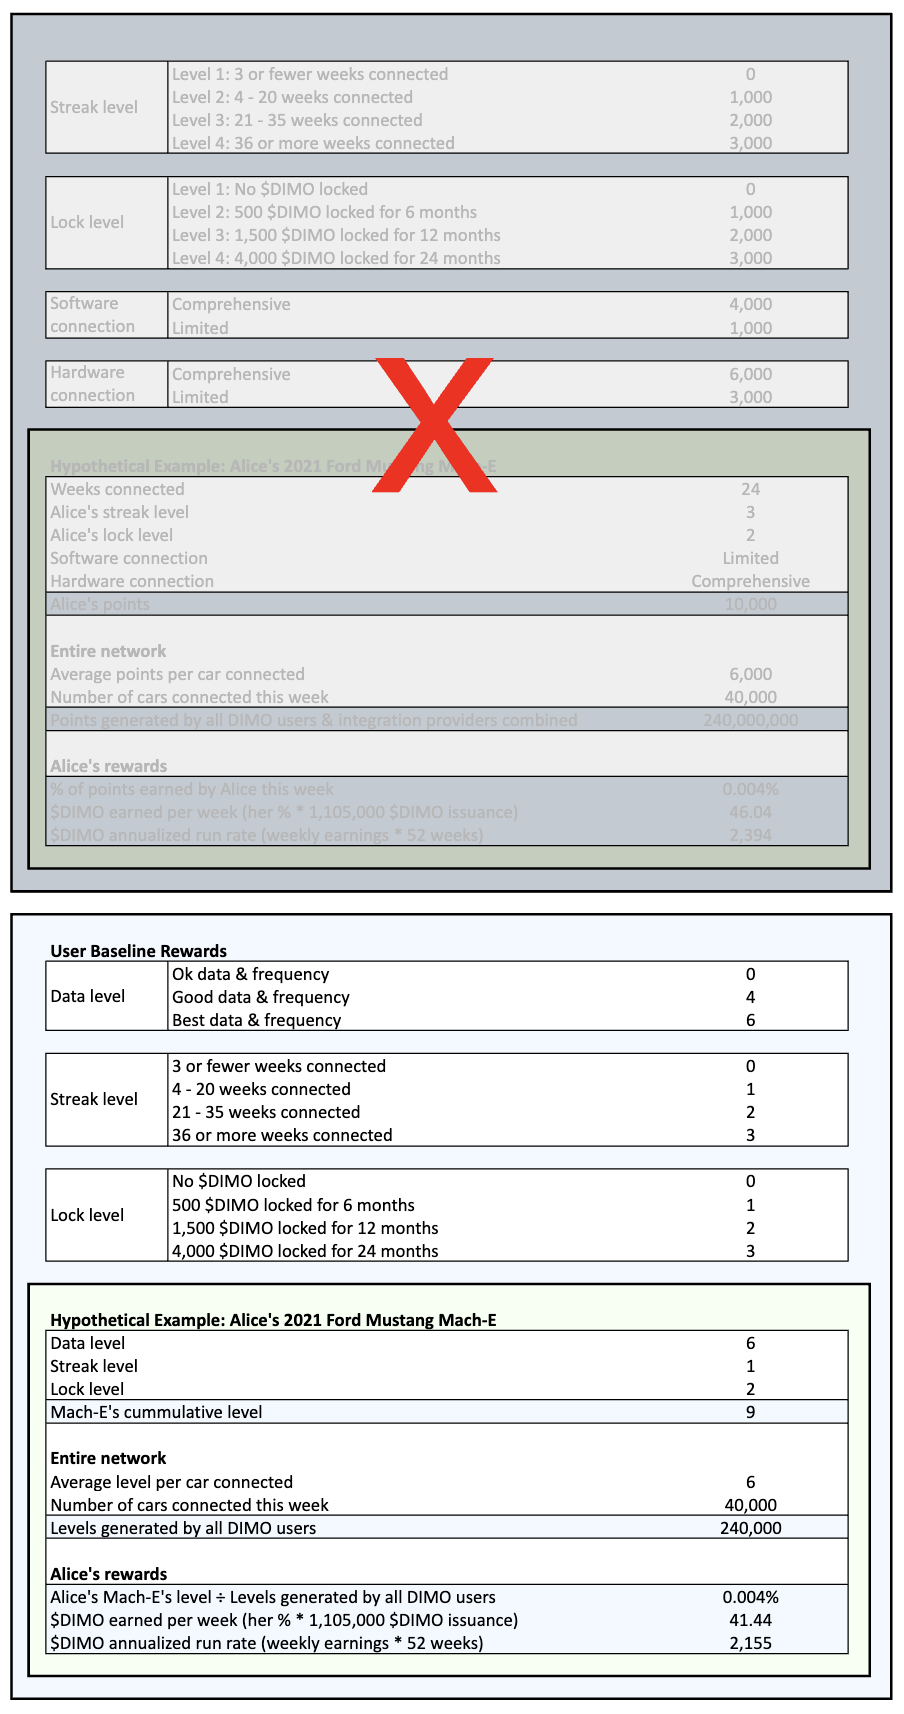 Streak level
Level 1: 3 or fewer weeks connected 0
Level 2: 4 - 20 weeks connected 1,000
Level 3: 21 - 35 weeks connected 2,000
Level 4: 36 or more weeks connected 3,000
Lock level
Level 1: No $DIMO locked 0
Level 2: 500 $DIMO locked for 6 months 1,000
Level 3: 1,500 $DIMO locked for 12 months 2,000
Level 4: 4,000 $DIMO locked for 24 months 3,000
Software connection
Comprehensive 4,000
Limited 1,000
Hardware connection
Comprehensive 6,000
Limited 3,000
X
Hypothetical Example: Alice's 2021 Ford Mustang Mach-E
Weeks connected 24
Alice's streak level 3
Alice's lock level 2
Software connection Limited
Hardware connection Comprehensive
Alice's points 10,000
Entire network
Average points per car connected 6,000
Number of cars connected this week 40,000
Points generated by all DIMO users & integration providers combined 240,000,000
Alice's rewards
% of points earned by Alice this week 0.004%
$DIMO earned per week (her % * 1,105,000 $DIMO issuance) 46.04
$DIMO annualized run rate (weekly earnings * 52 weeks) 2,394
User Baseline Rewards
Data level
Ok data & frequency 0
Good data & frequency 4
Best data & frequency 6
Streak level
3 or fewer weeks connected 0
4 - 20 weeks connected 1
21 - 35 weeks connected 2
36 or more weeks connected 3
Lock level
No $DIMO locked 0
500 $DIMO locked for 6 months 1
1,500 $DIMO locked for 12 months 2
4,000 $DIMO locked for 24 months 3
Hypothetical Example: Alice's 2021 Ford Mustang Mach-E
Data level 6
Streak level 1
Lock level 2
Mach-E's cummulative level 9
Entire network
Average level per car connected 6
Number of cars connected this week 40,000
Levels generated by all DIMO users 240,000
Alice's rewards
Alice's Mach-E's level ÷ Levels generated by all DIMO users 0.004%
$DIMO earned per week (her % * 1,105,000 $DIMO issuance) 41.44
$DIMO annualized run rate (weekly earnings * 52 weeks) 2,155